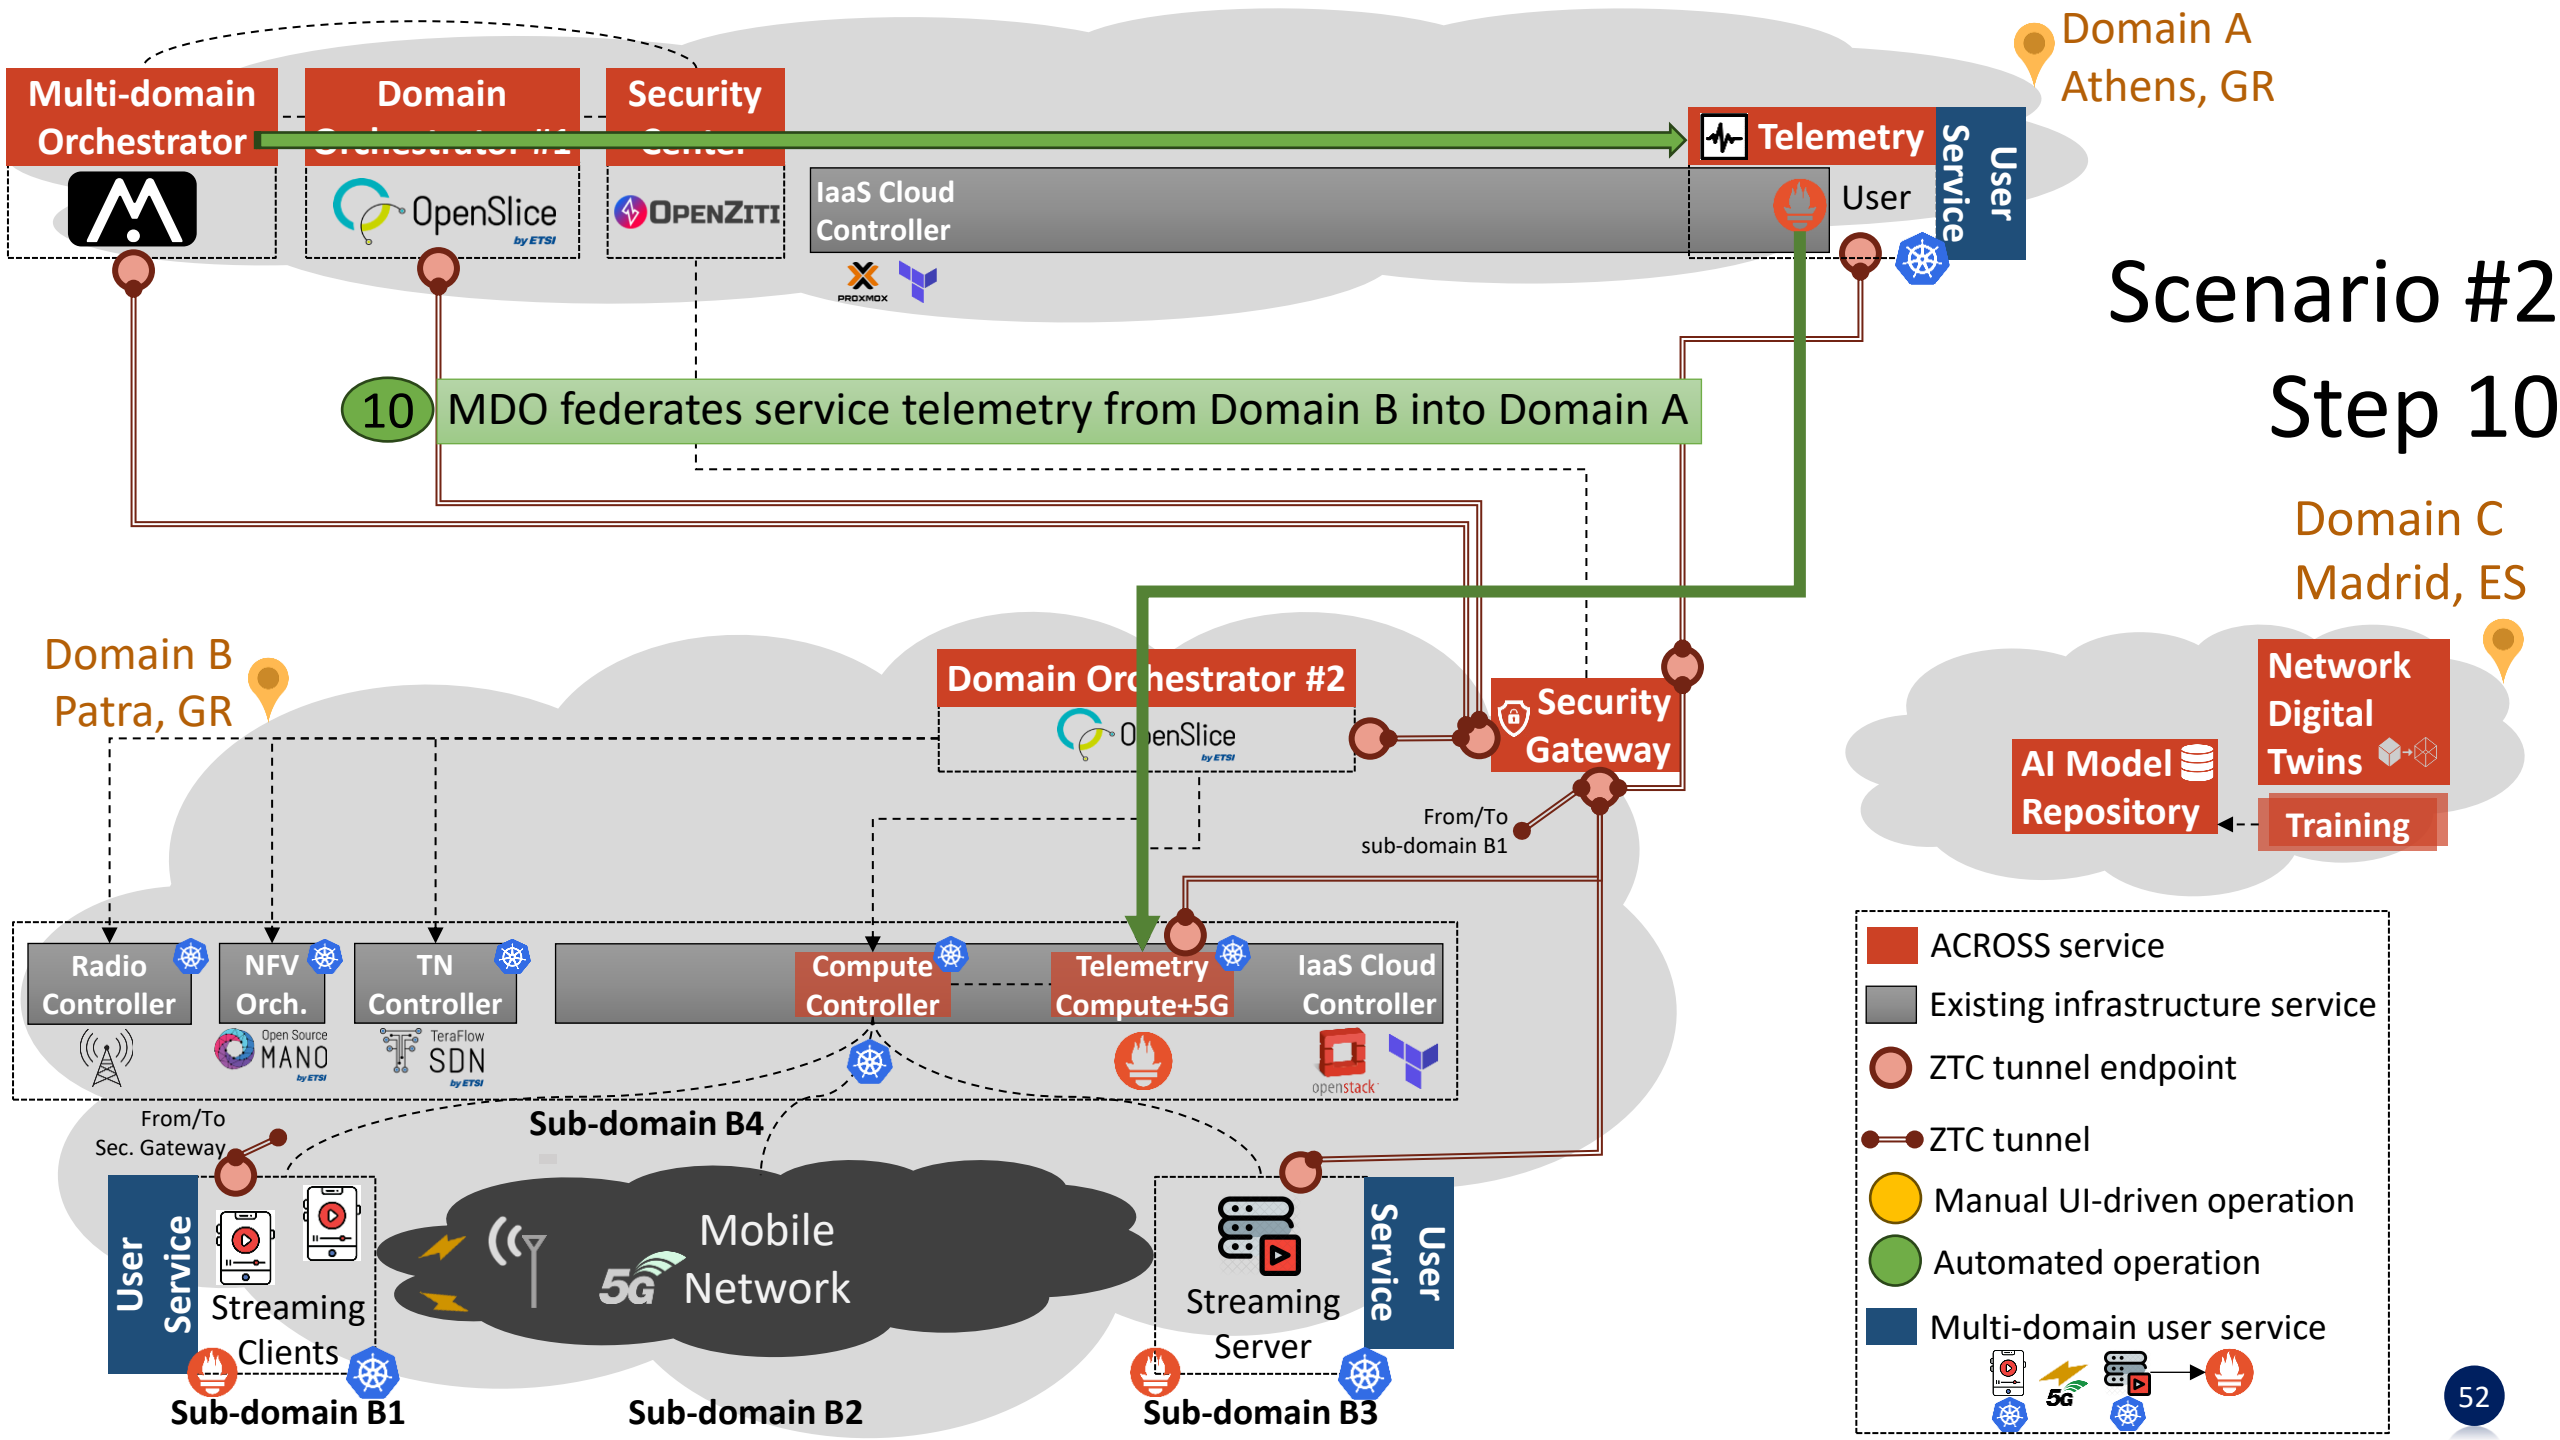 Domain A
Athens, GR
Multi-domain
Orchestrator
Domain
Orchestrator #1
Security
Center
Telemetry
User
Service
OpenSlice
by ETSI
OPENZITI
IaaS Cloud
Controller
User
PROXMOX
Scenario #2
Step 10
10
MDO federates service telemetry from Domain B into Domain A
Domain C
Madrid, ES
Domain B
Patra, GR
Domain Orchestrator #2
OpenSlice
by ETSI
Security
Gateway
Network
Digital
Twins
AI Model
Repository
Training
From/To
sub-domain B1
Radio
Controller
NFV
Orch.
TN
Controller
Compute
Controller
Telemetry
Compute+5G
IaaS Cloud
Controller
Open Source
MANO
by ETSI
TeraFlow
SDN
by ETSI
openstack
Sub-domain B4
From/To
Sec. Gateway
User
Service
Streaming
Clients
Mobile
Network
5G
Streaming
Server
User
Service
Sub-domain B1
Sub-domain B2
Sub-domain B3
ACROSS service
Existing infrastructure service
ZTC tunnel endpoint
ZTC tunnel
Manual UI-driven operation
Automated operation
Multi-domain user service
5G
52